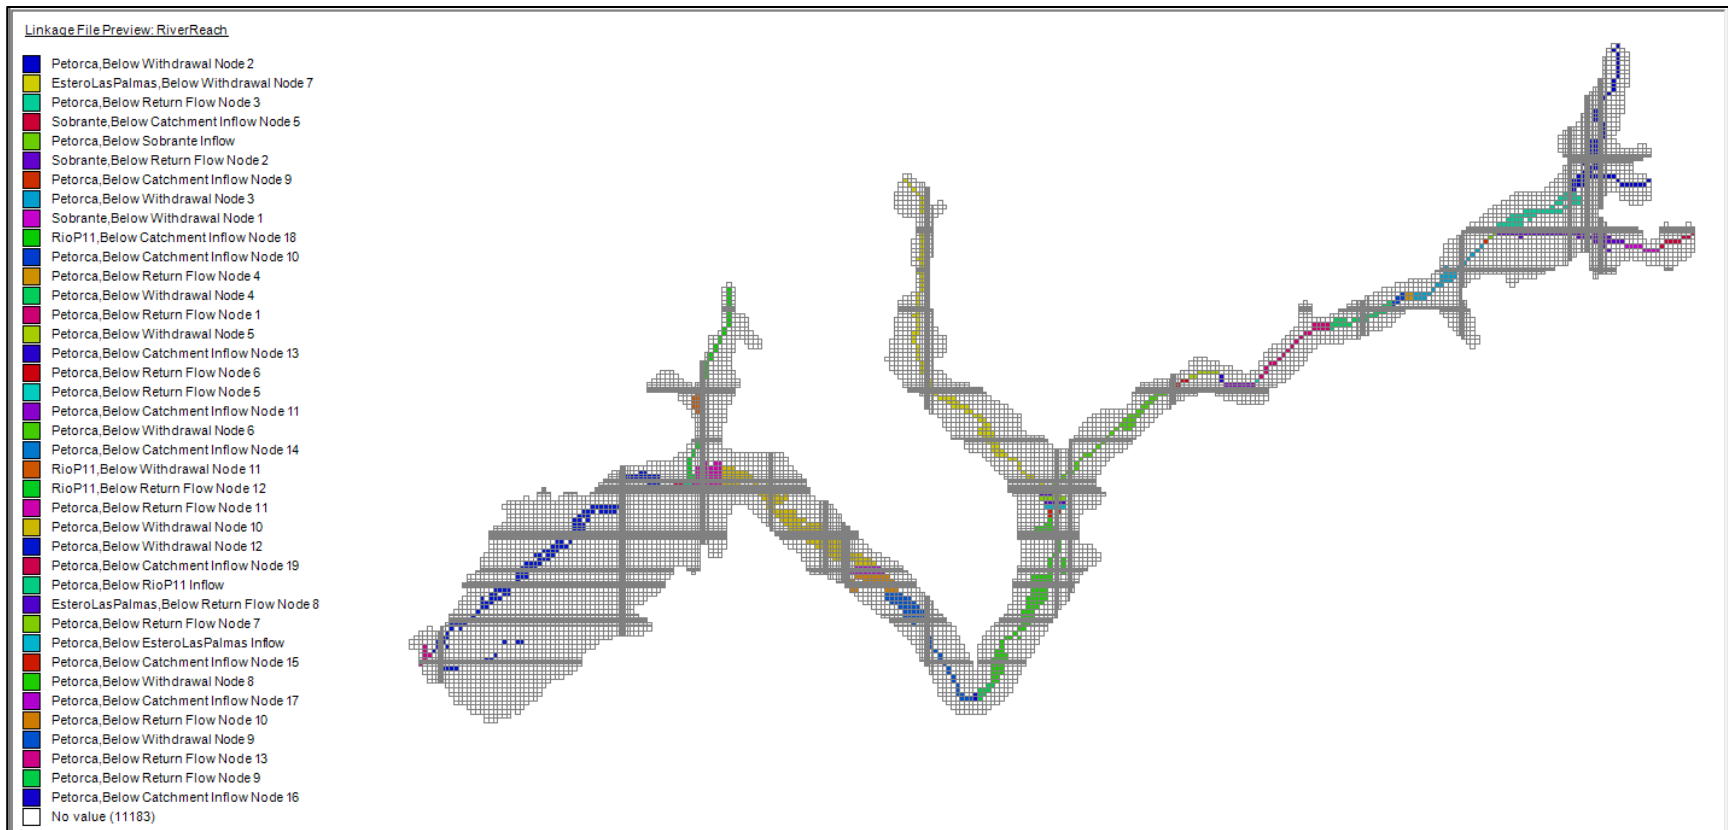 Linkage File Preview: RiverReach
Petorca,Below Withdrawal Node 2
EsteroLasPalmas,Below Withdrawal Node 7
Petorca,Below Return Flow Node 3
Sobrante,Below Catchment Inflow Node 5
Petorca,Below Sobrante Inflow
Sobrante,Below Return Flow Node 2
Petorca,Below Catchment Inflow Node 9
Petorca,Below Withdrawal Node 3
Sobrante,Below Withdrawal Node 1
RioP11,Below Catchment Inflow Node 18
Petorca,Below Catchment Inflow Node 10
Petorca,Below Return Flow Node 4
Petorca,Below Withdrawal Node 4
Petorca,Below Return Flow Node 1
Petorca,Below Withdrawal Node 5
Petorca,Below Catchment Inflow Node 13
Petorca,Below Return Flow Node 6
Petorca,Below Return Flow Node 5
Petorca,Below Catchment Inflow Node 11
Petorca,Below Withdrawal Node 6
Petorca,Below Catchment Inflow Node 14
RioP11,Below Withdrawal Node 11
RioP11,Below Return Flow Node 12
Petorca,Below Return Flow Node 11
Petorca,Below Withdrawal Node 10
Petorca,Below Withdrawal Node 12
Petorca,Below Catchment Inflow Node 19
Petorca,Below RioP11 Inflow
EsteroLasPalmas,Below Return Flow Node 8
Petorca,Below Return Flow Node 7
Petorca,Below EsteroLasPalmas Inflow
Petorca,Below Catchment Inflow Node 15
Petorca,Below Withdrawal Node 8
Petorca,Below Catchment Inflow Node 17
Petorca,Below Return Flow Node 10
Petorca,Below Withdrawal Node 9
Petorca,Below Return Flow Node 13
Petorca,Below Return Flow Node 9
Petorca,Below Catchment Inflow Node 16
No value (11183)